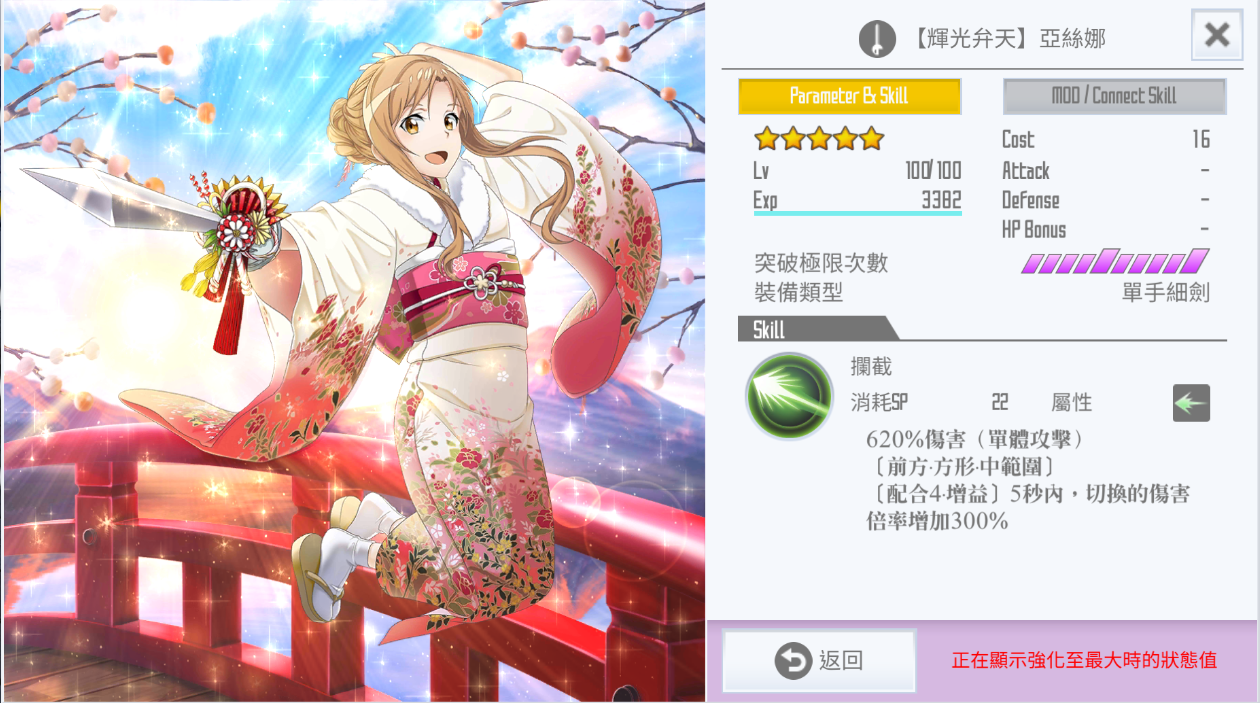 【輝光弁天】亞絲娜
Parameter & Skill
MOD / Connect Skill
Lv 100/100
Exp 3382
Cost 16
Attack -
Defense -
HP Bonus -
突破極限次數
裝備類型 單手細劍
Skill
攔截
消耗SP 22 屬性
620%傷害（單體攻擊）
〔前方·方形·中範圍〕
〔配合4·增益〕5秒內，切換的傷害
倍率增加300%
返回
正在顯示強化至最大時的狀態值